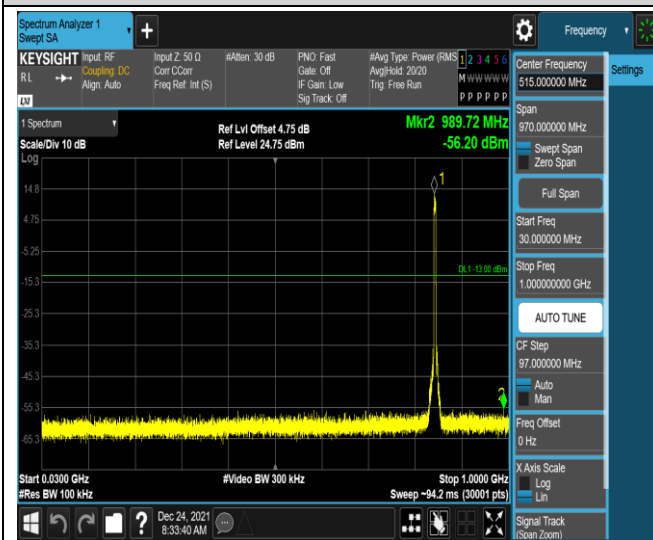 Spectrum Analyzer 1
Swept SA
Frequency
KEYSIGHT
RL
Input: RF
Coupling: DC
Align: Auto
Input Z: 50 Ω
Corr CCorr
Freq Ref: Int (S)
#Atten: 30 dB
PNO: Fast
Gate: Off
IF Gain: Low
Sig Track: Off
#Avg Type: Power (RMS
Avg|Hold: 20/20
Trig: Free Run
1 2 3 4 5 6
M W W W W W
P P P P P P
LXI
1 Spectrum
Scale/Div 10 dB
Log
Ref Lvl Offset 4.75 dB
Ref Level 24.75 dBm
Mkr2 989.72 MHz
-56.20 dBm
14.8
4.75
-5.25
-15.3
-25.3
-35.3
-45.3
-55.3
-65.3
1
DL1 -13.00 dBm
2
Start 0.0300 GHz
#Res BW 100 kHz
#Video BW 300 kHz
Stop 1.0000 GHz
Sweep ~94.2 ms (30001 pts)
Dec 24, 2021
8:33:40 AM
Center Frequency
515.000000 MHz
Settings
Span
970.000000 MHz
Swept Span
Zero Span
Full Span
Start Freq
30.000000 MHz
Stop Freq
1.000000000 GHz
AUTO TUNE
CF Step
97.000000 MHz
Auto
Man
Freq Offset
0 Hz
X Axis Scale
Log
Lin
Signal Track
(Span Zoom)